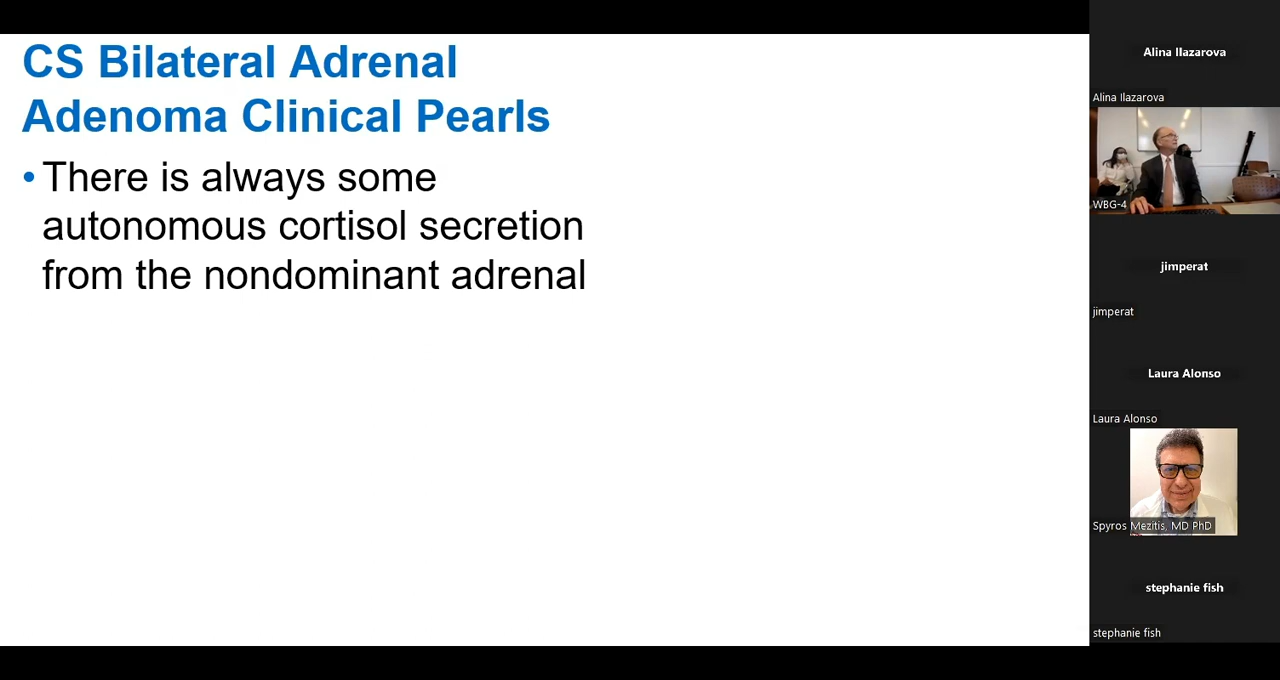 CS Bilateral Adrenal
Adenoma Clinical Pearls
• There is always some
autonomous cortisol secretion
from the nondominant adrenal
Alina Ilazarova
Alina Ilazarova
WBG-4
jimperat
jimperat
Laura Alonso
Laura Alonso
Spyros Mezitis, MD PhD
stephanie fish
stephanie fish